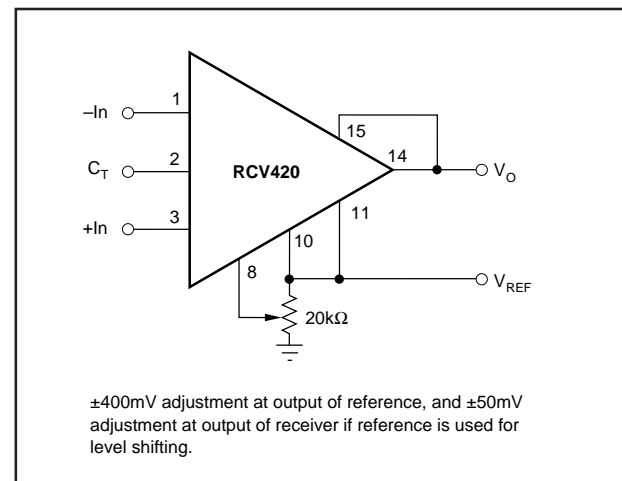 –In
1
15
14
C_T
2
RCV420
V_O
+In
3
11
10
8
V_REF
20kΩ
±400mV adjustment at output of reference, and ±50mV
adjustment at output of receiver if reference is used for
level shifting.